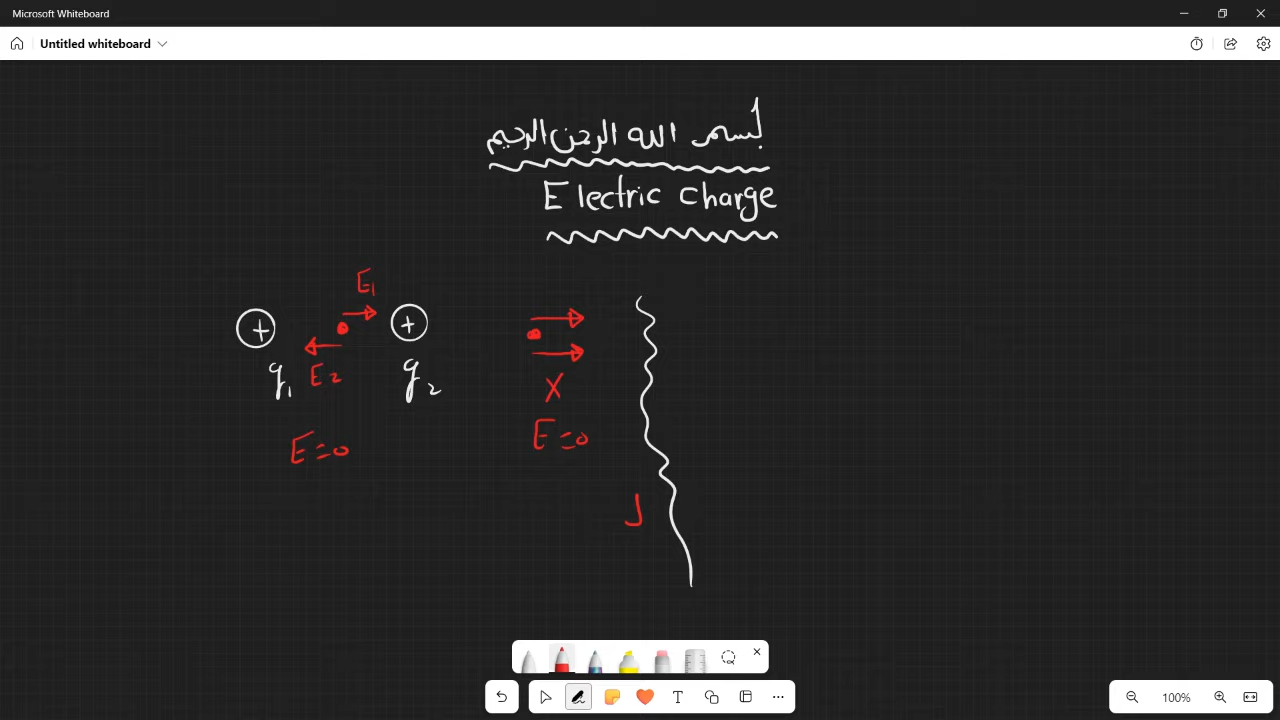 Microsoft Whiteboard
Untitled whiteboard
بسم الله الرحمن الرحيم
Electric charge
E1
+ +
q1 E2 q2
X
E=0 E=0
100%